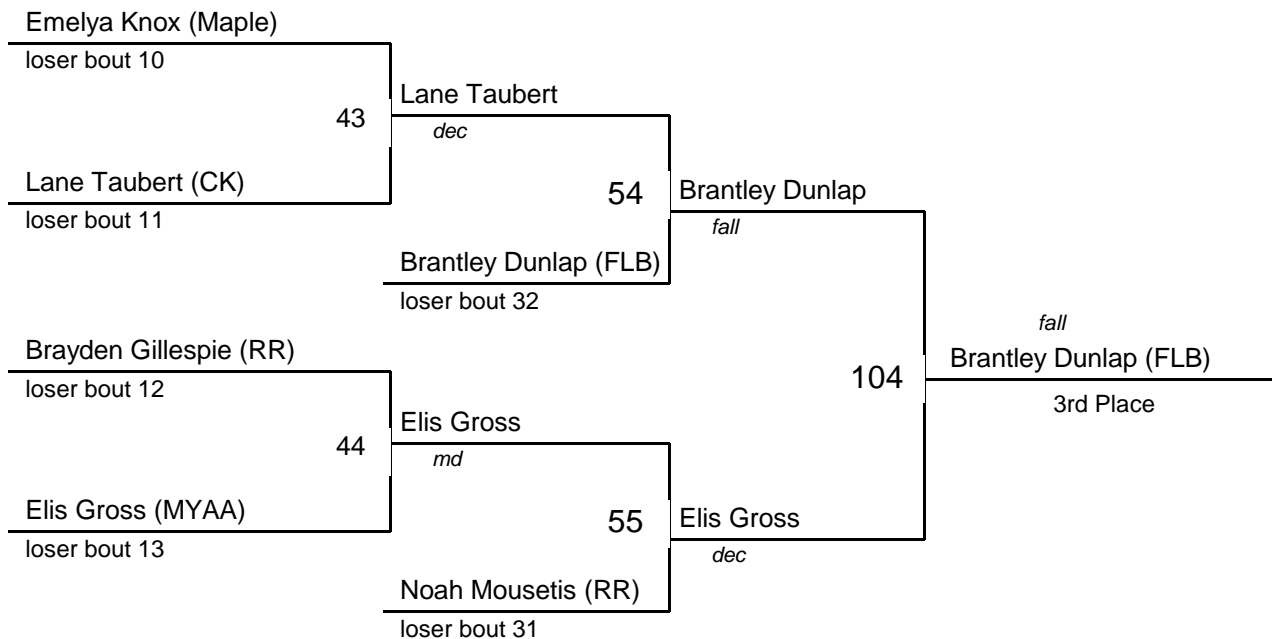 Emelya Knox (Maple)
loser bout 10
43
Lane Taubert
dec
Lane Taubert (CK)
loser bout 11
54
Brantley Dunlap
fall
Brantley Dunlap (FLB)
loser bout 32
fall
Brayden Gillespie (RR)
loser bout 12
104
Brantley Dunlap (FLB)
3rd Place
44
Elis Gross
md
Elis Gross (MYAA)
loser bout 13
55
Elis Gross
dec
Noah Mousetis (RR)
loser bout 31